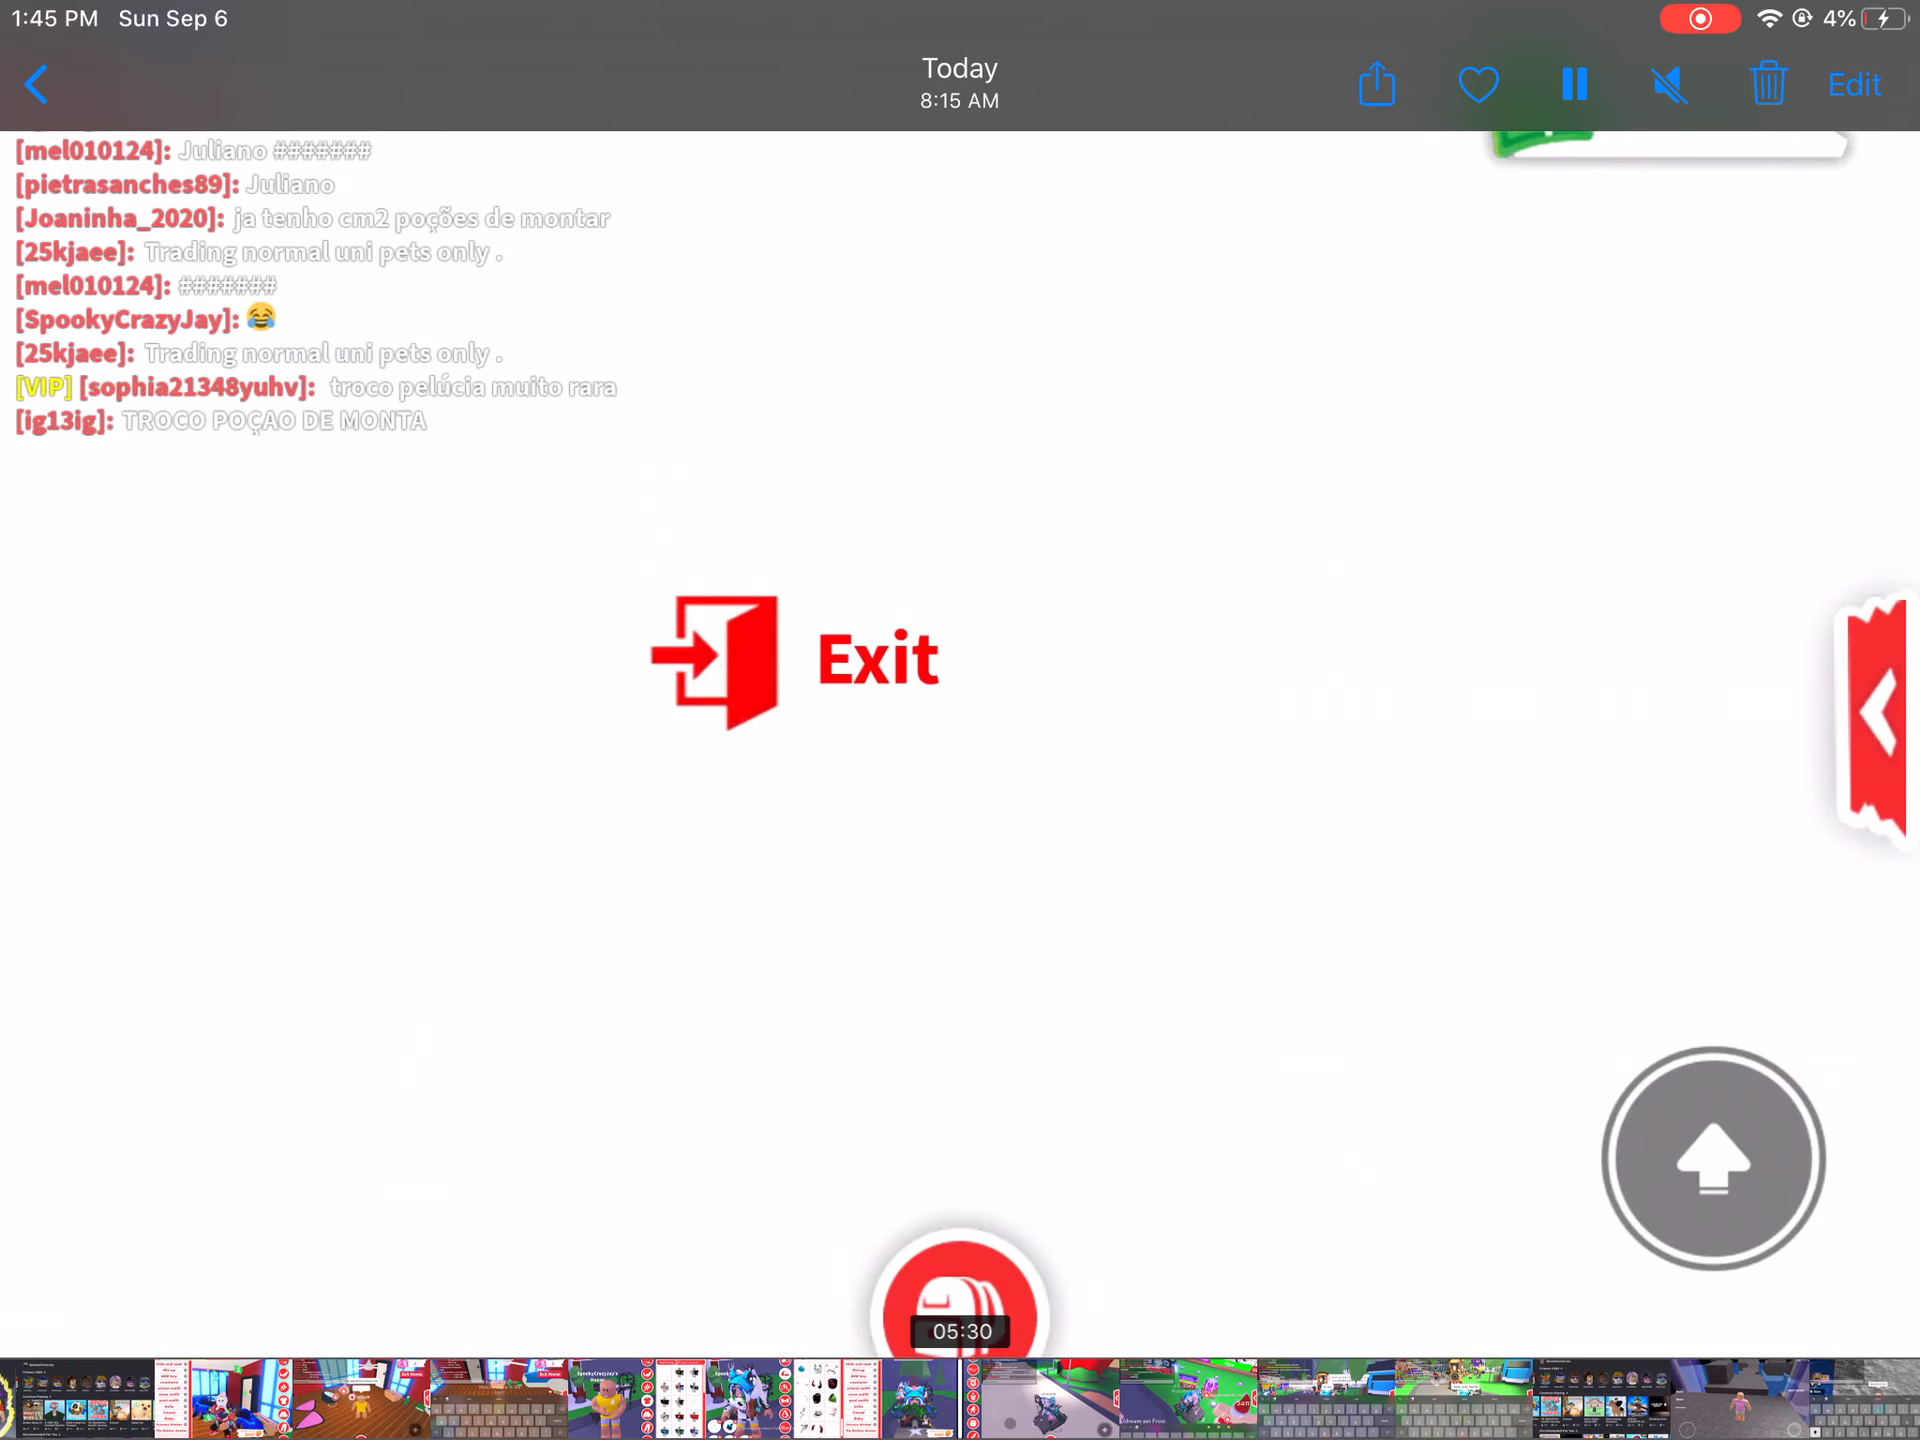 1:45 PM Sun Sep 6
4%
Today
8:15 AM
Edit
[mel010124]: Juliano #######
[pietrasanches89]: Juliano
[Joaninha_2020]: ja tenho cm2 poções de montar
[25kjaee]: Trading normal uni pets only .
[mel010124]: #######
[SpookyCrazyJay]: 😂
[25kjaee]: Trading normal uni pets only .
[VIP] [sophia21348yuhv]: troco pelúcia muito rara
[ig13ig]: TROCO POÇAO DE MONTA
Exit
05:30